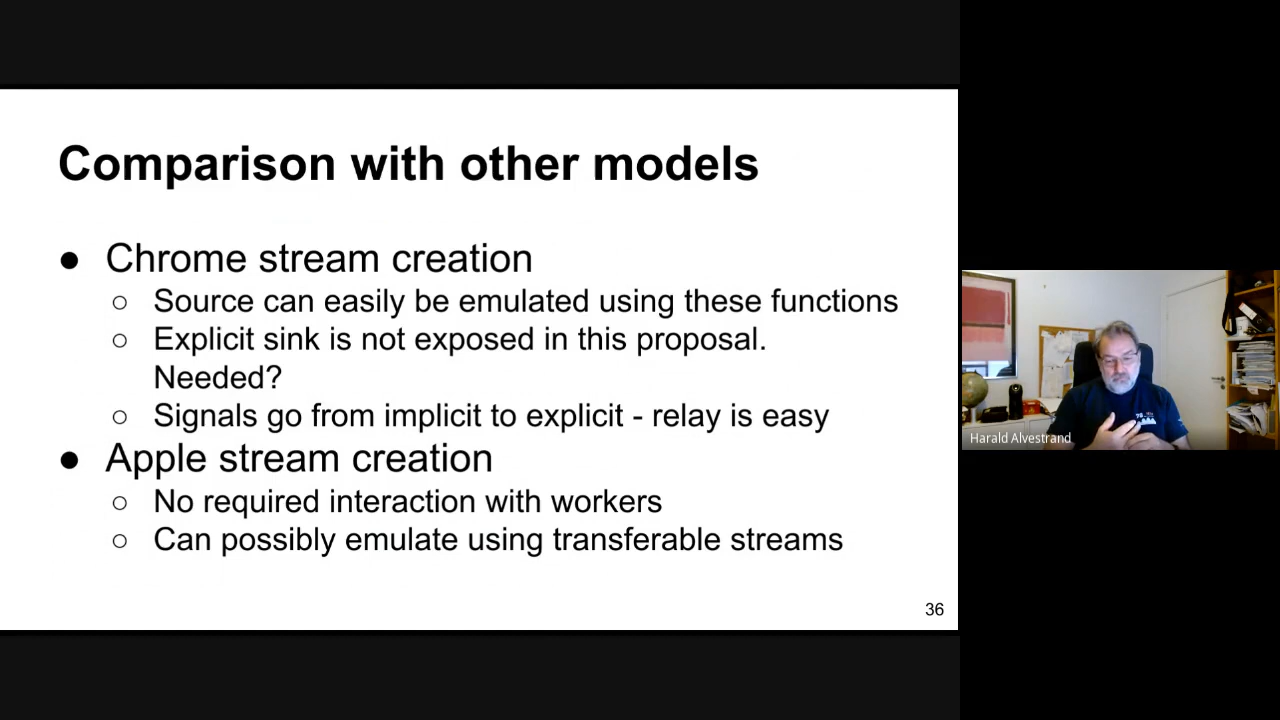 Comparison with other models
● Chrome stream creation
○ Source can easily be emulated using these functions
○ Explicit sink is not exposed in this proposal.
Needed?
○ Signals go from implicit to explicit - relay is easy
● Apple stream creation
○ No required interaction with workers
○ Can possibly emulate using transferable streams
36
Harald Alvestrand